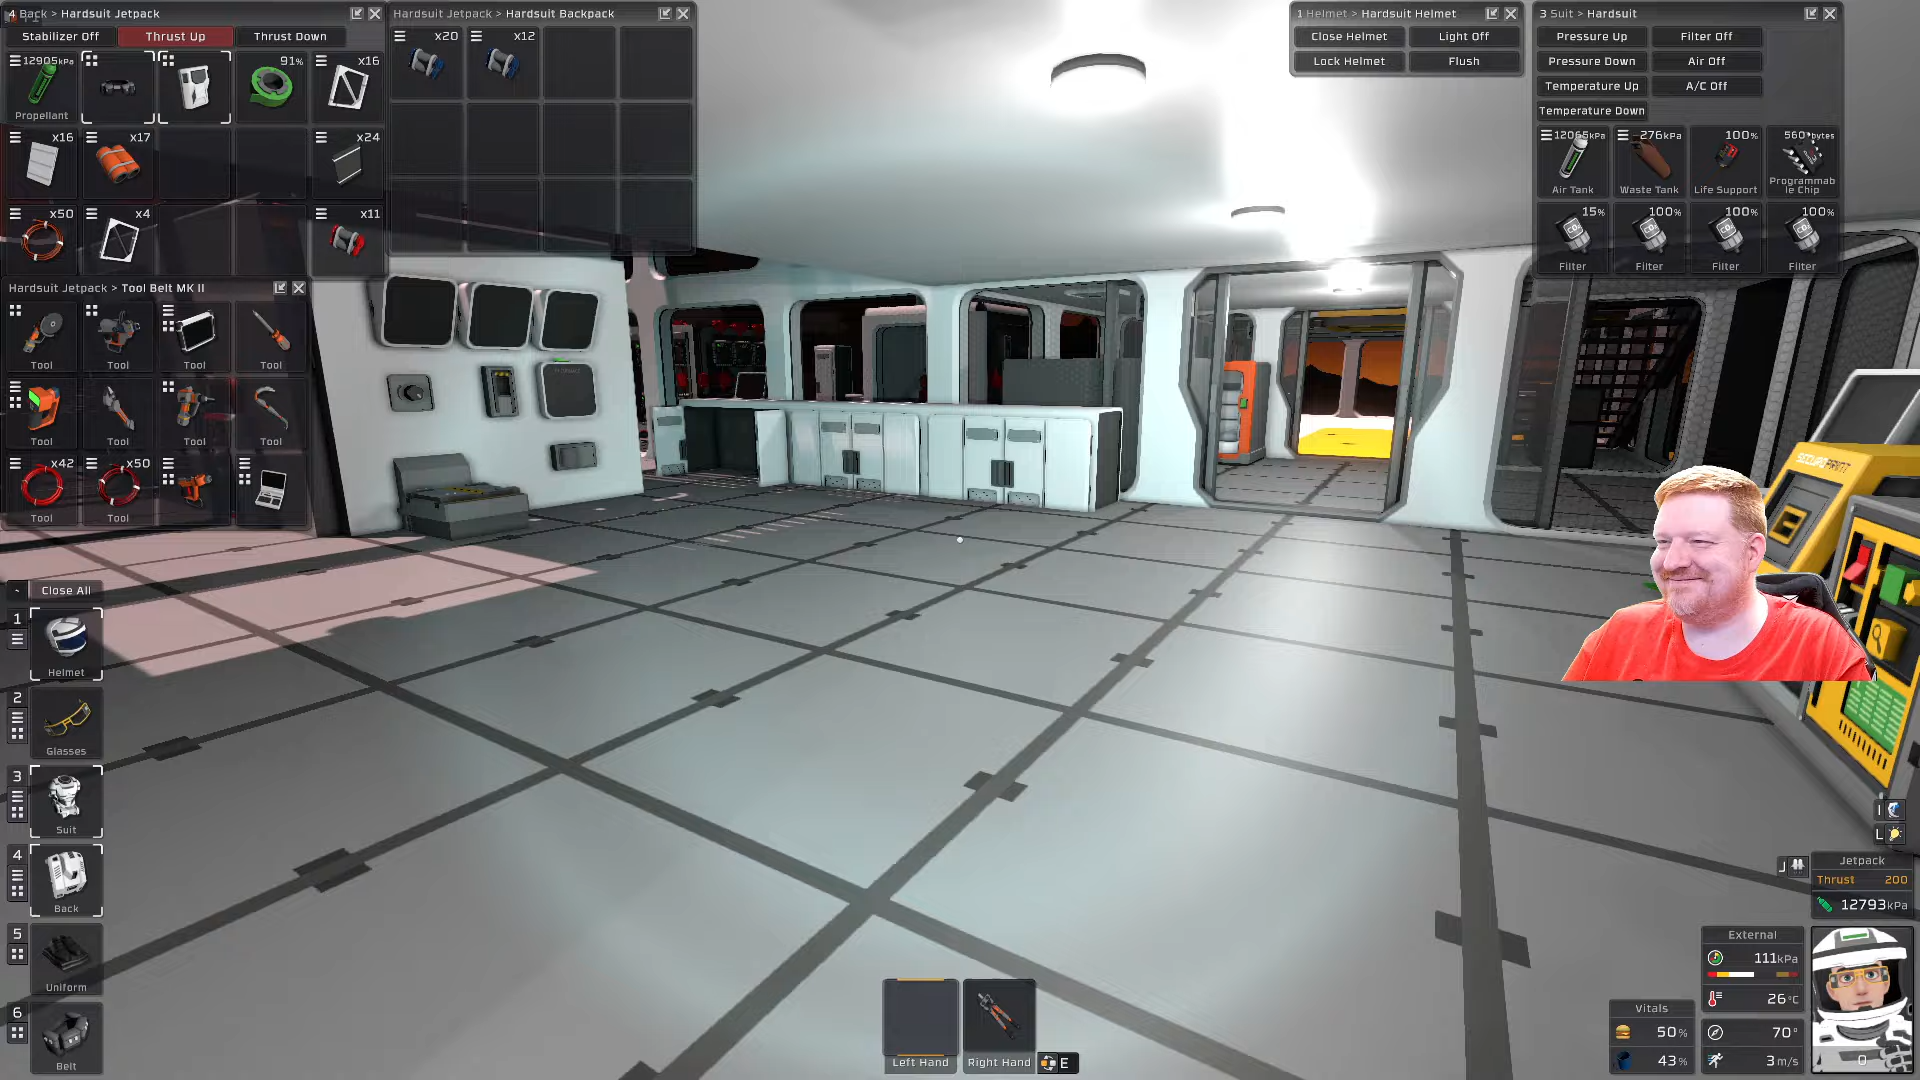 4 Back > Hardsuit Jetpack
Stabilizer Off
Thrust Up
Thrust Down
12905kPa
Propellant
91%
x16
x16
x17
x24
x50
x4
x11
Hardsuit Jetpack > Hardsuit Backpack
x20
x12
Hardsuit Jetpack > Tool Belt MK II
Tool
Tool
Tool
Tool
Tool
Tool
Tool
Tool
x42
x50
Tool
Tool
1 Helmet > Hardsuit Helmet
Close Helmet
Light Off
Lock Helmet
Flush
3 Suit > Hardsuit
Pressure Up
Filter Off
Pressure Down
Air Off
Temperature Up
A/C Off
Temperature Down
12065kPa
276kPa
100%
560 bytes
Air Tank
Waste Tank
Life Support
Programmab
le Chip
15%
100%
100%
100%
Filter
Filter
Filter
Filter
~
Close All
1
Helmet
2
Glasses
3
Suit
4
Back
5
Uniform
6
Belt
Left Hand
Right Hand
E
I
L
J
Jetpack
Thrust 200
12793kPa
External
111kPa
26°C
Vitals
50%
70°
43%
3m/s
0